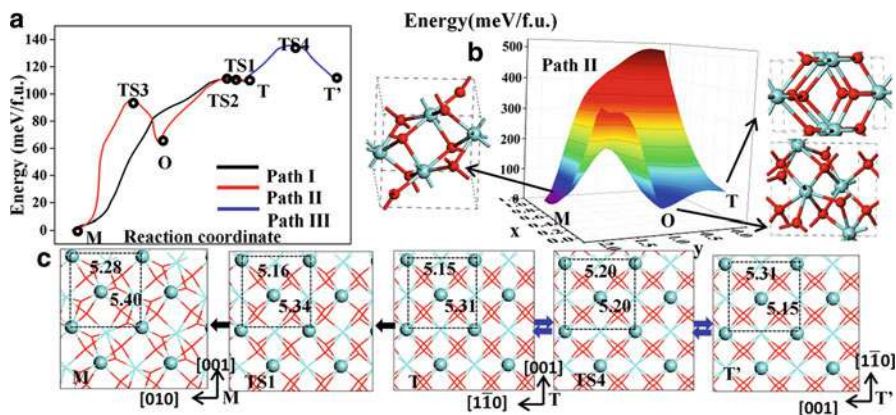 a
Energy(meV/f.u.)
140
120
100
80
60
40
20
0
Energy (meV/f.u.)
TS3
TS1
TS2
TS4
T
T'
O
M
Path I
Path II
Path III
Reaction coordinate
b
500
400
300
200
100
0
Path II
M
O
T
x
y
c
5.28
5.40
M
[001]
[010]
M
5.16
5.34
TS1
5.15
5.31
T
[001]
[1̄10]
T
5.20
5.20
TS4
5.31
5.15
T'
[1̄10]
[001]
T'